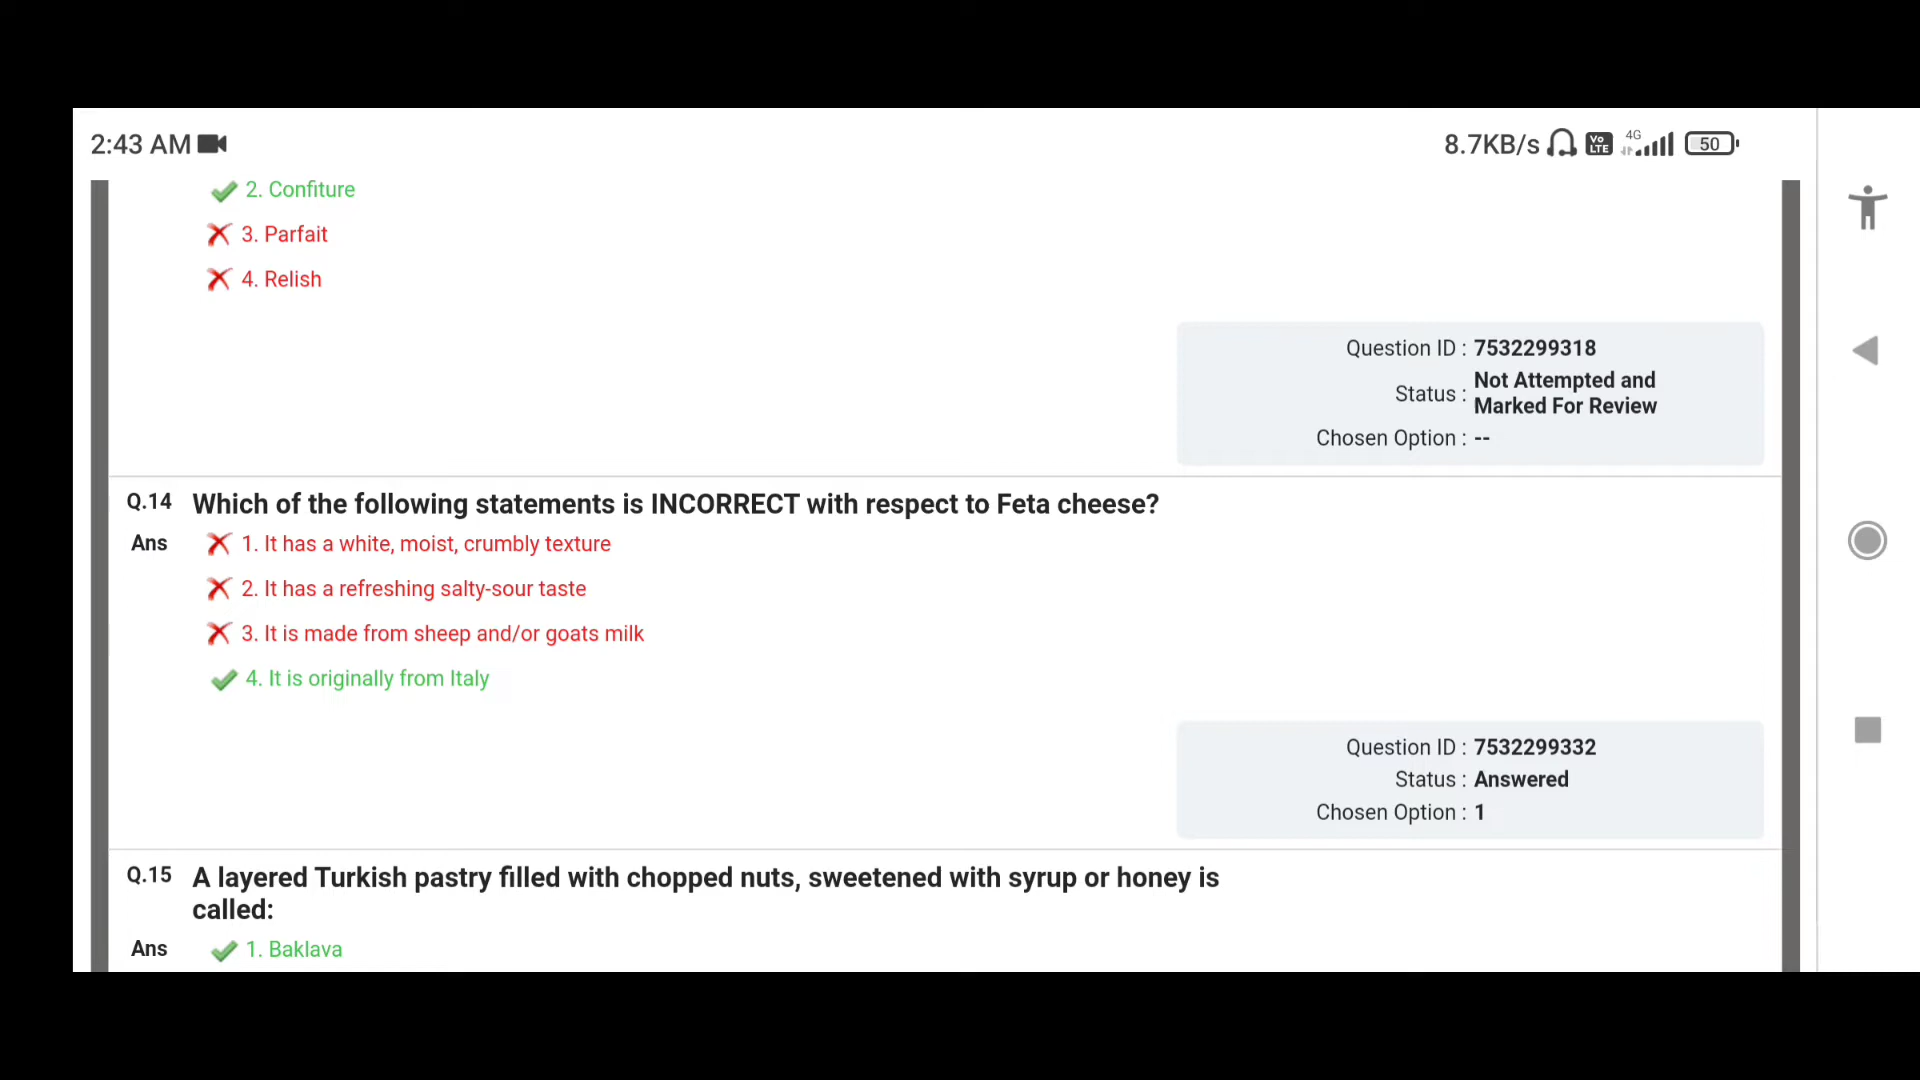 2:43 AM
8.7KB/s Vo LTE 4G 50
2. Confiture
3. Parfait
4. Relish
Question ID : 7532299318
Status : Not Attempted and
Marked For Review
Chosen Option : --
Q.14 Which of the following statements is INCORRECT with respect to Feta cheese?
Ans 1. It has a white, moist, crumbly texture
2. It has a refreshing salty-sour taste
3. It is made from sheep and/or goats milk
4. It is originally from Italy
Question ID : 7532299332
Status : Answered
Chosen Option : 1
Q.15 A layered Turkish pastry filled with chopped nuts, sweetened with syrup or honey is
called:
Ans 1. Baklava